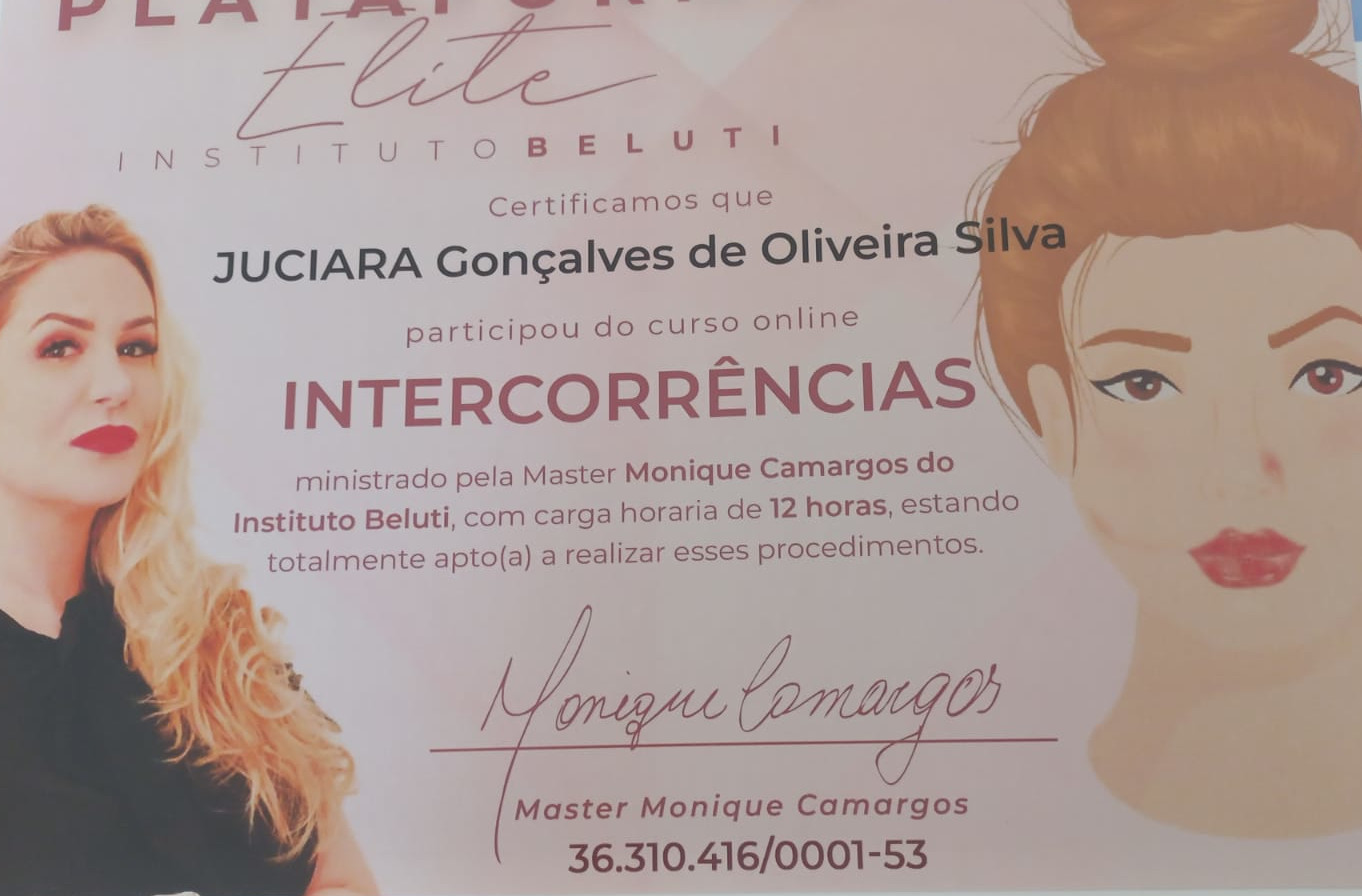 Elite
INSTITUTO BELUTI
Certificamos que
JUCIARA Gonçalves de Oliveira Silva
participou do curso online
INTERCORRÊNCIAS
ministrado pela Master Monique Camargos do
Instituto Beluti, com carga horaria de 12 horas, estando
totalmente apto(a) a realizar esses procedimentos.
Monique Camargos
Master Monique Camargos
36.310.416/0001-53